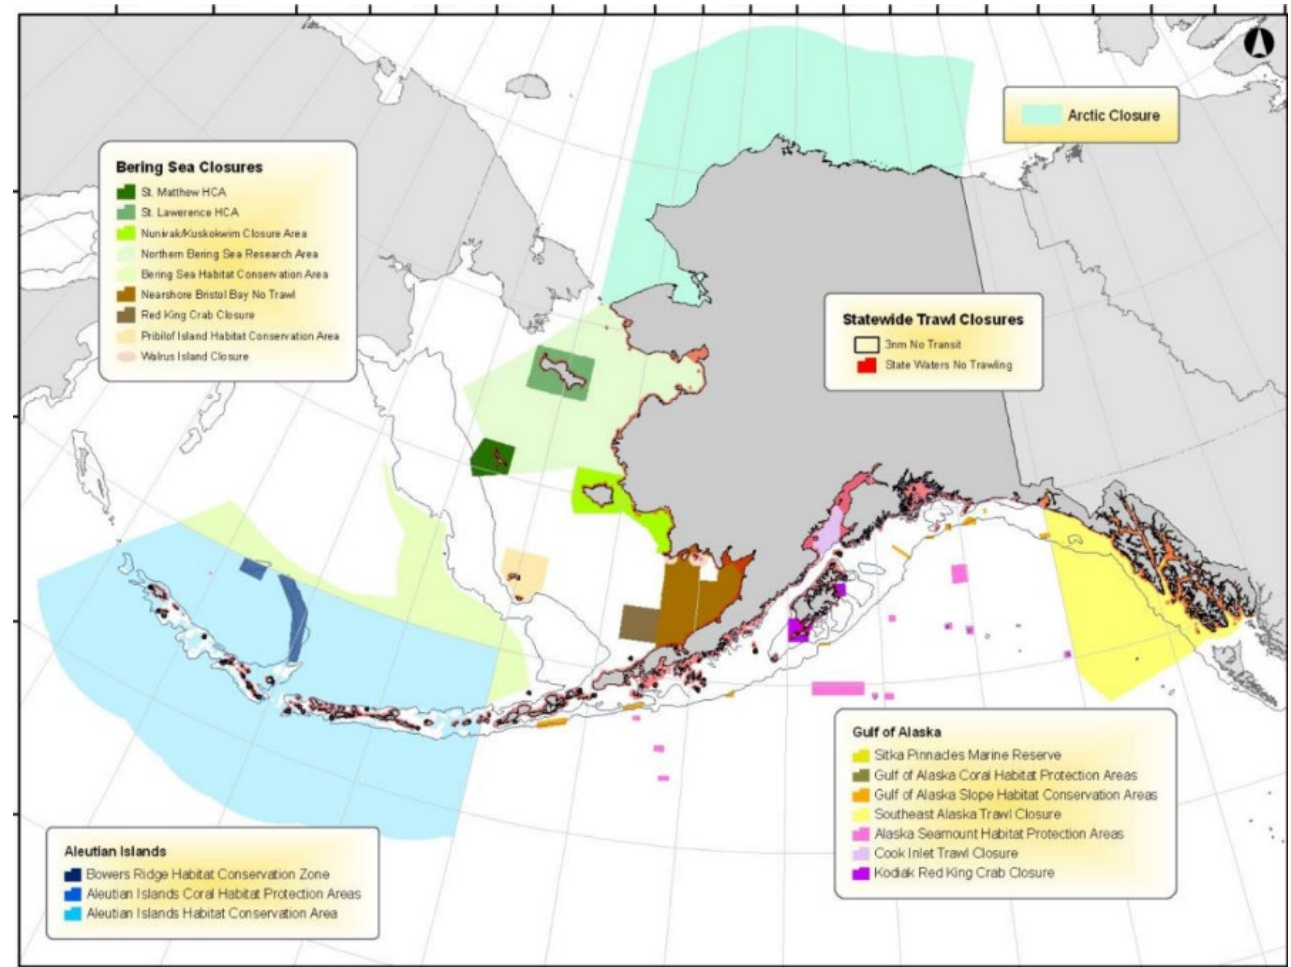 Arctic Closure
Bering Sea Closures
St. Matthew HCA
St. Lawerence HCA
Nunivak/Kuskokwim Closure Area
Northern Bering Sea Research Area
Bering Sea Habitat Conservation Area
Nearshore Bristol Bay No Trawl
Red King Crab Closure
Pribilof Island Habitat Conservation Area
Walrus Island Closure
Statewide Trawl Closures
3nm No Transit
State Waters No Trawling
Gulf of Alaska
Sitka Pinnacles Marine Reserve
Gulf of Alaska Coral Habitat Protection Areas
Gulf of Alaska Slope Habitat Conservation Areas
Southeast Alaska Trawl Closure
Alaska Seamount Habitat Protection Areas
Cook Inlet Trawl Closure
Kodiak Red King Crab Closure
Aleutian Islands
Bowers Ridge Habitat Conservation Zone
Aleutian Islands Coral Habitat Protection Areas
Aleutian Islands Habitat Conservation Area